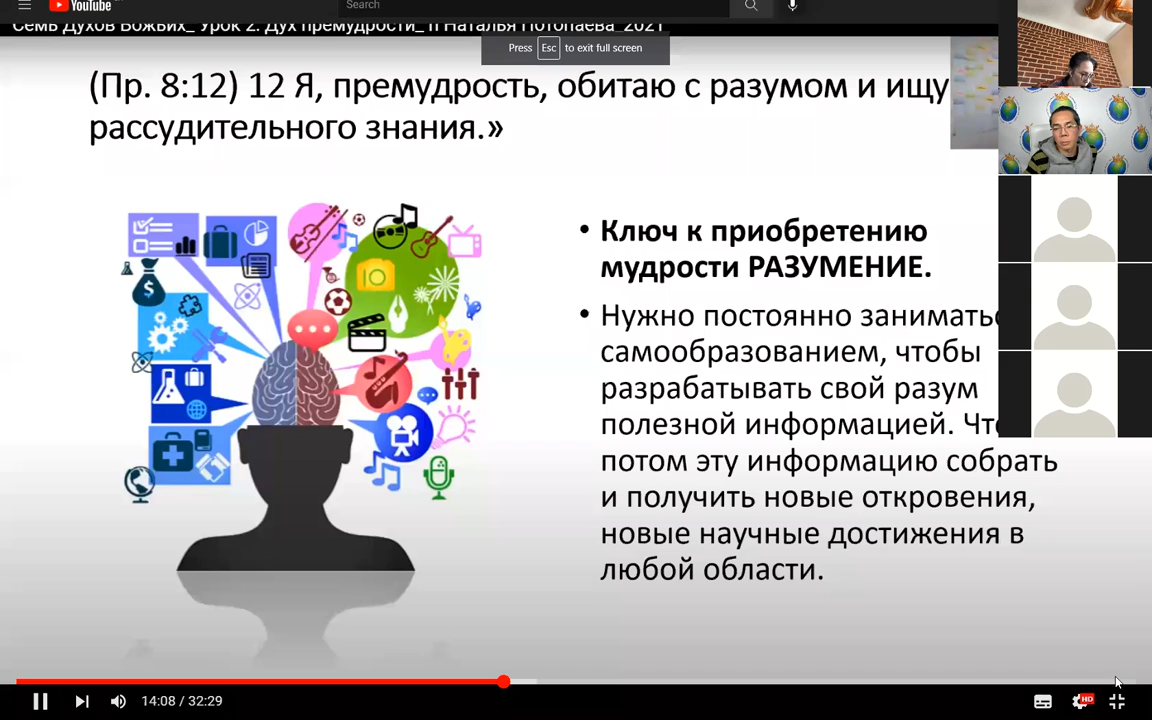 YouTube
Search
Семь Духов Божьих_ Урок 2. Дух премудрости_ П Наталья Потопаева_2021
Press Esc to exit full screen
(Пр. 8:12) 12 Я, премудрость, обитаю с разумом и ищу
рассудительного знания.»
Ключ к приобретению
мудрости РАЗУМЕНИЕ.
Нужно постоянно заниматьс
самообразованием, чтобы
разрабатывать свой разум
полезной информацией. Что
потом эту информацию собрать
и получить новые откровения,
новые научные достижения в
любой области.
14:08 / 32:29
HD